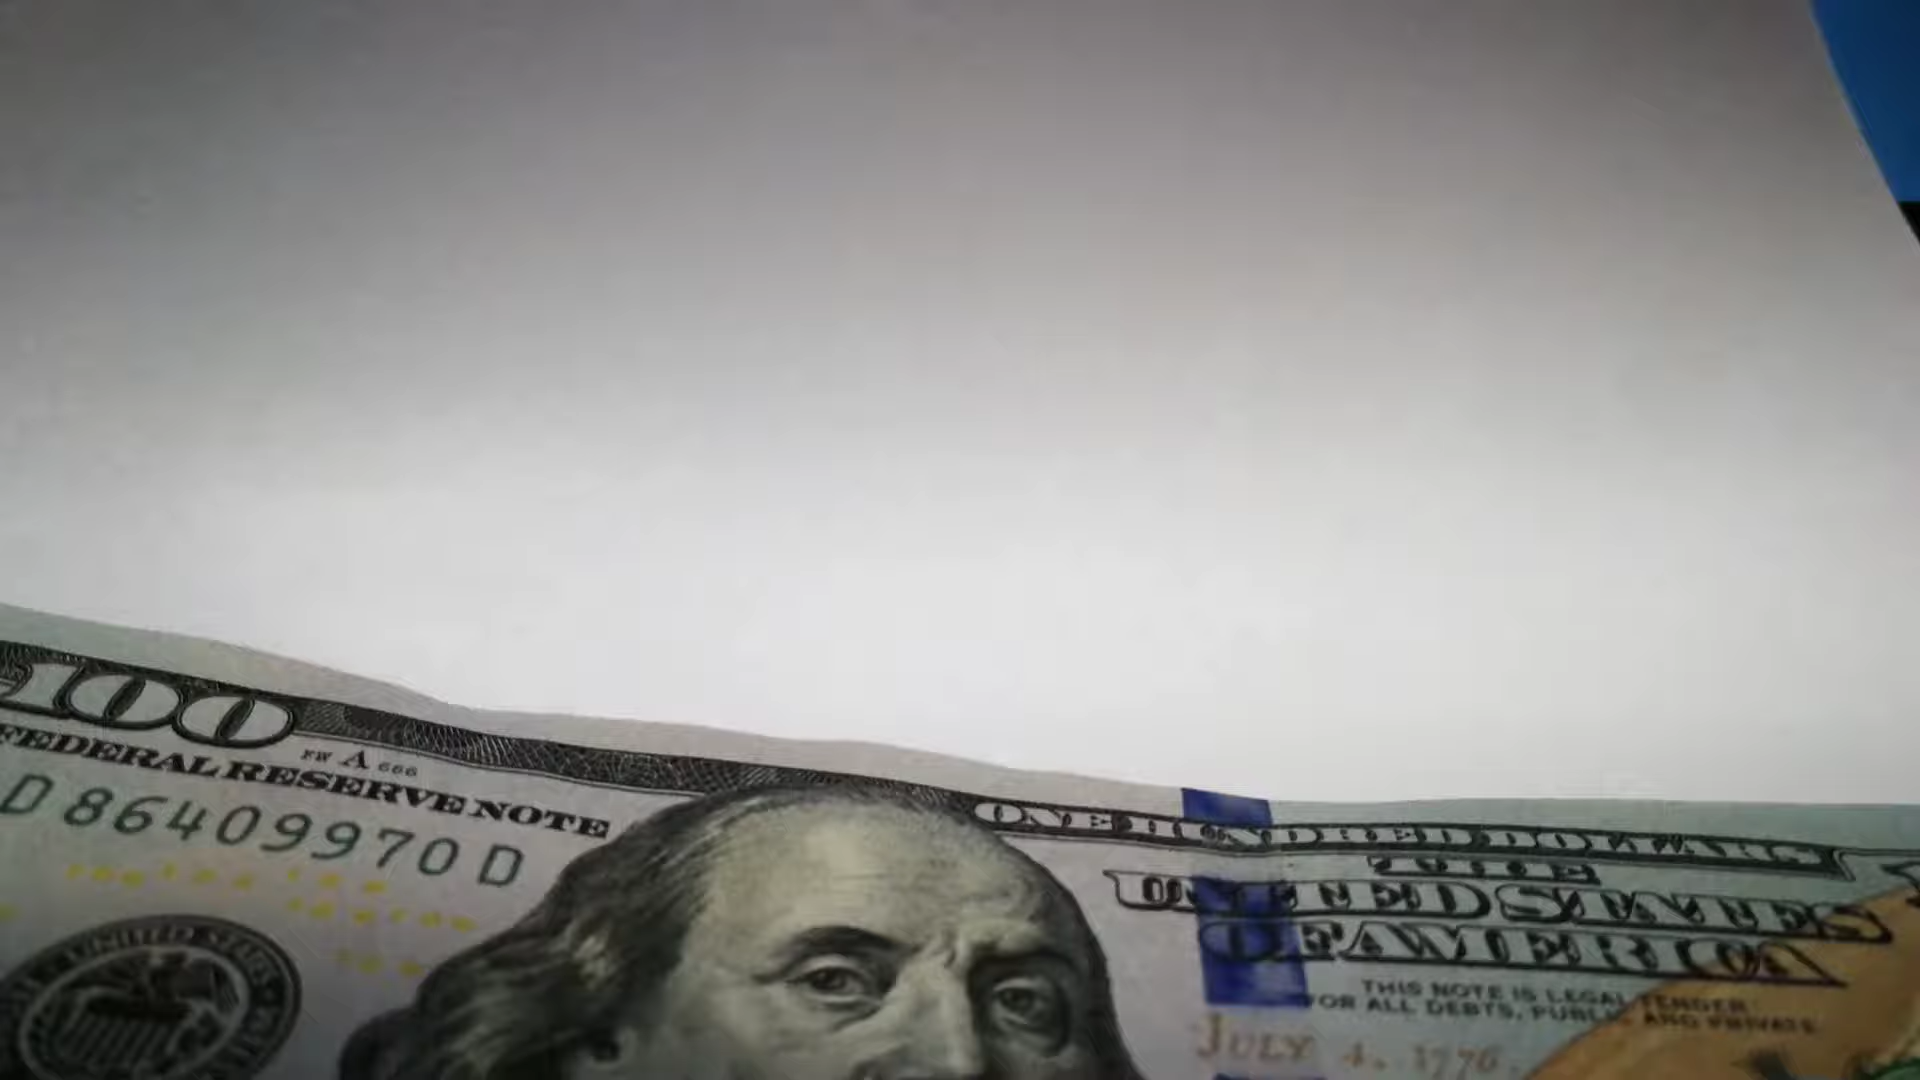 100
FW A 666
FEDERAL RESERVE NOTE
D 86409970 D
ONE HUNDRED DOLLARS
THE
UNITED STATES
OF AMERICA
THIS NOTE IS LEGAL TENDER
FOR ALL DEBTS, PUBLIC AND PRIVATE
JULY 4, 1776.